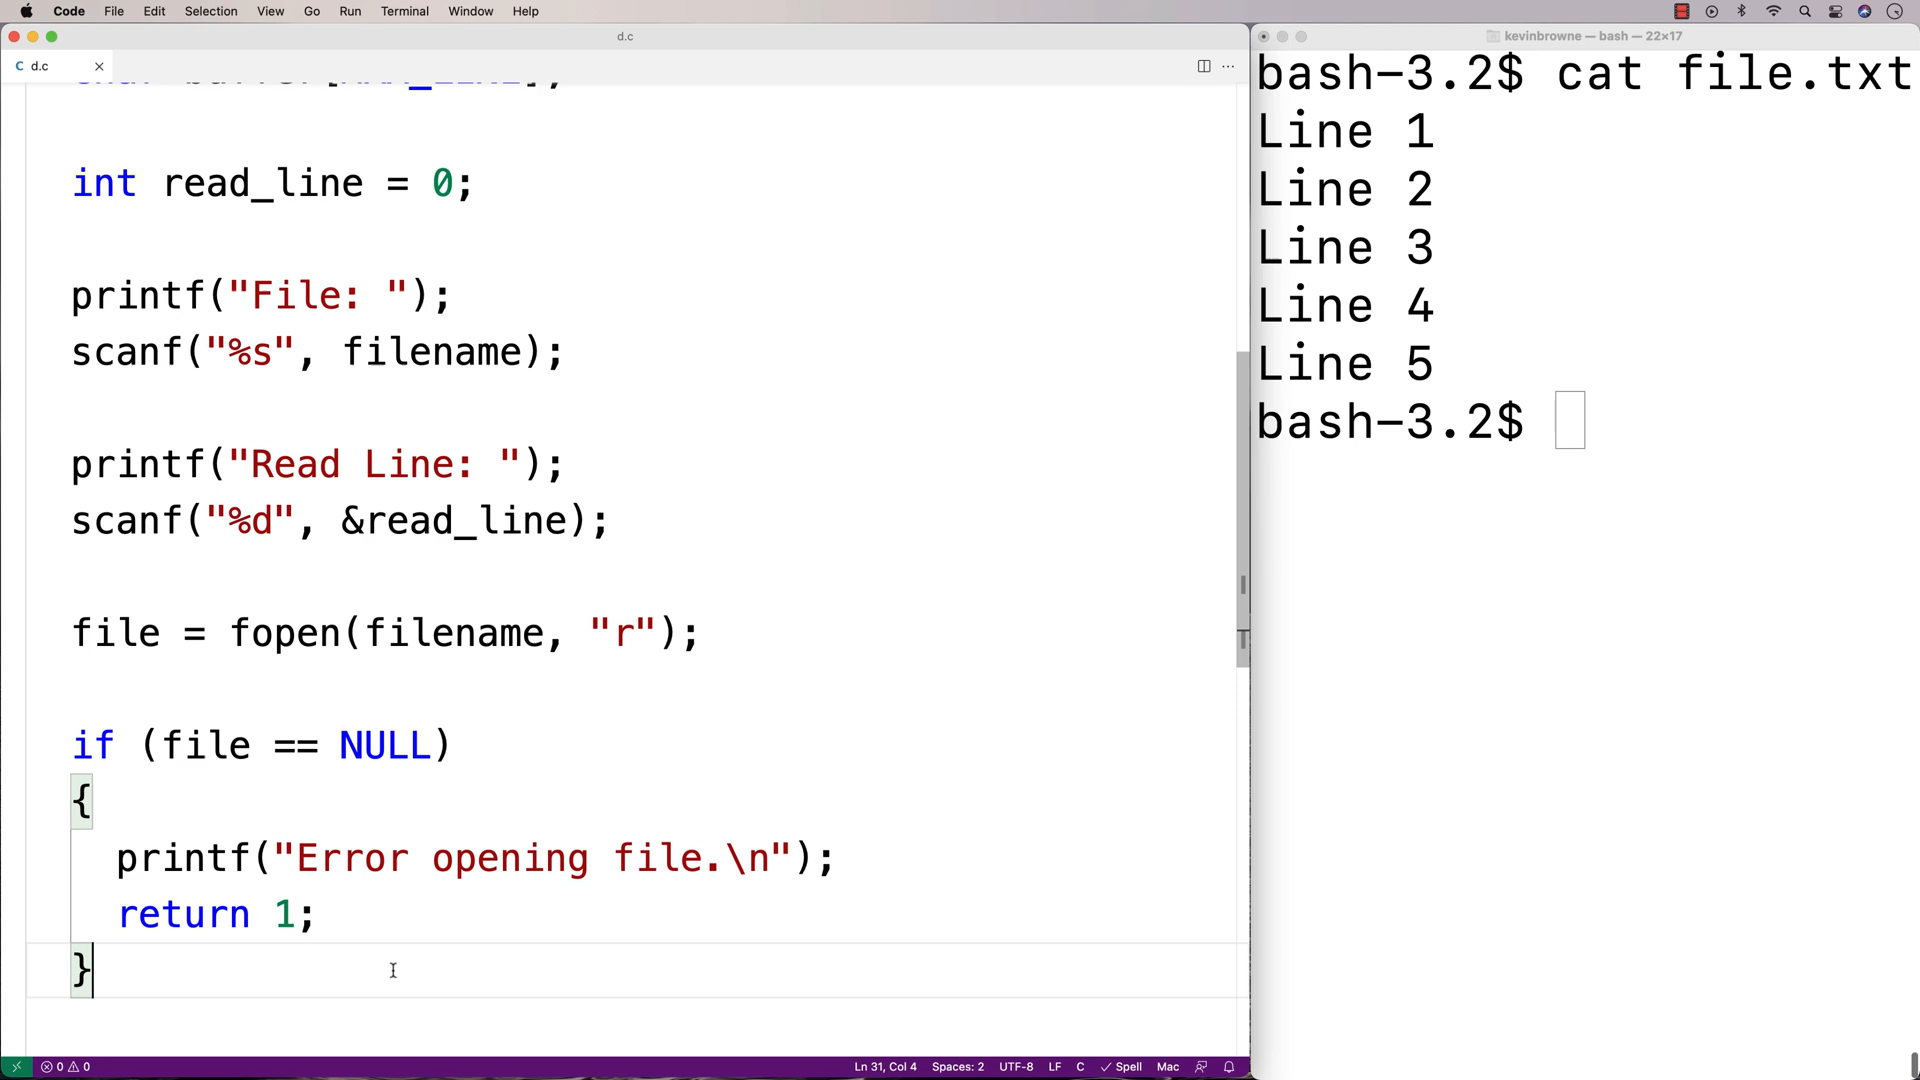 Code File Edit Selection View Go Run Terminal Window Help
d.c
C d.c
int read_line = 0;
printf("File: ");
scanf("%s", filename);
printf("Read Line: ");
scanf("%d", &read_line);
file = fopen(filename, "r");
if (file == NULL)
{
printf("Error opening file.\n");
return 1;
}
0 0
Ln 31, Col 4 Spaces: 2 UTF-8 LF C Spell Mac
kevinbrowne — bash — 22×17
bash-3.2$ cat file.txt
Line 1
Line 2
Line 3
Line 4
Line 5
bash-3.2$